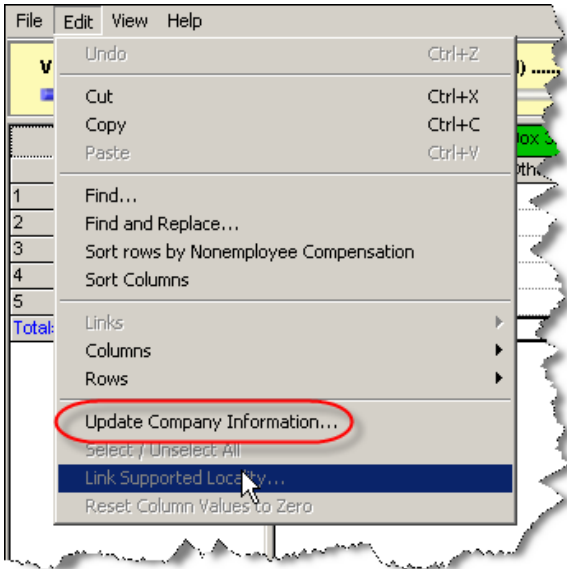 File Edit View Help
V
) .....
Undo Ctrl+Z
Cut Ctrl+X
Copy Ctrl+C
Paste Ctrl+V
Find...
Find and Replace...
Sort rows by Nonemployee Compensation
Sort Columns
Links
Columns
Rows
Update Company Information...
Select / Unselect All
Link Supported Locality...
Reset Column Values to Zero
1
2
3
4
5
Total: